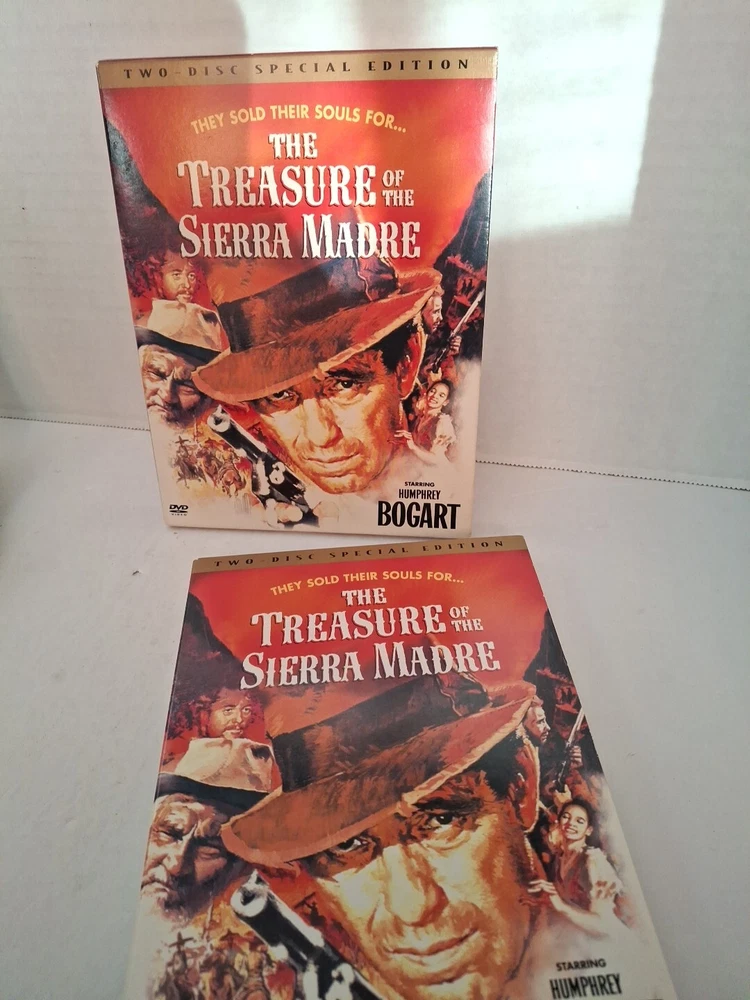 TWO-DISC SPECIAL EDITION
THEY SOLD THEIR SOULS FOR...
THE
TREASURE OF THE
SIERRA MADRE
DVD
VIDEO
STARRING
HUMPHREY
BOGART
TWO-DISC SPECIAL EDITION
THEY SOLD THEIR SOULS FOR...
THE
TREASURE OF THE
SIERRA MADRE
STARRING
HUMPHREY